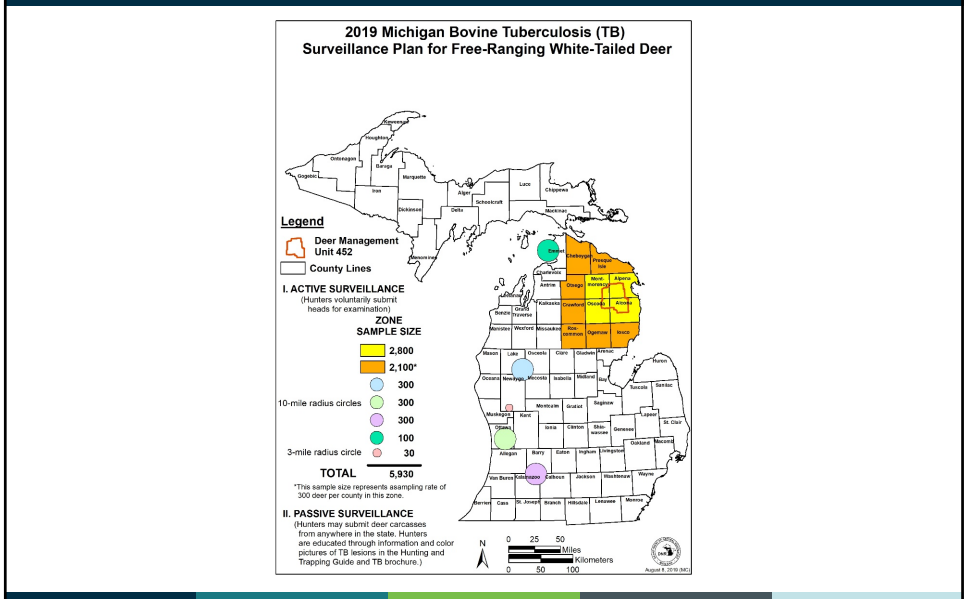 2019 Michigan Bovine Tuberculosis (TB)
Surveillance Plan for Free-Ranging White-Tailed Deer
Keweenaw
Houghton
Ontonagon
Baraga
Gogebic
Marquette
Iron
Luce
Alger
Chippewa
Schoolcraft
Dickinson
Delta
Mackinac
Menominee
Legend
Deer Management
Unit 452
County Lines
I. ACTIVE SURVEILLANCE
(Hunters voluntarily submit
heads for examination)
ZONE
SAMPLE SIZE
2,800
2,100*
300
10-mile radius circles 300
300
100
3-mile radius circle 30
TOTAL 5,930
*This sample size represents asampling rate of
300 deer per county in this zone.
II. PASSIVE SURVEILLANCE
(Hunters may submit deer carcasses
from anywhere in the state. Hunters
are educated through information and color
pictures of TB lesions in the Hunting and
Trapping Guide and TB brochure.)
Emmet
Cheboygan
Presque
Isle
Charlevoix
Antrim
Otsego
Mont-
morency
Alpena
Leelanau
Benzie
Grand
Traverse
Kalkaska
Crawford
Oscoda
Alcona
Manistee
Wexford
Missaukee
Ros-
common
Ogemaw
Iosco
Mason
Lake
Osceola
Clare
Gladwin
Arenac
Huron
Oceana
Newaygo
Mecosta
Isabella
Midland
Bay
Tuscola
Sanilac
Muskegon
Kent
Montcalm
Gratiot
Saginaw
Lapeer
St. Clair
Ottawa
Ionia
Clinton
Shia-
wassee
Genesee
Oakland
Macomb
Allegan
Barry
Eaton
Ingham
Livingston
Van Buren
Kalamazoo
Calhoun
Jackson
Washtenaw
Wayne
Berrien
Cass
St. Joseph
Branch
Hillsdale
Lenawee
Monroe
N
0 25 50
Miles
Kilometers
0 50 100
DNR
August 8, 2019 (MC)